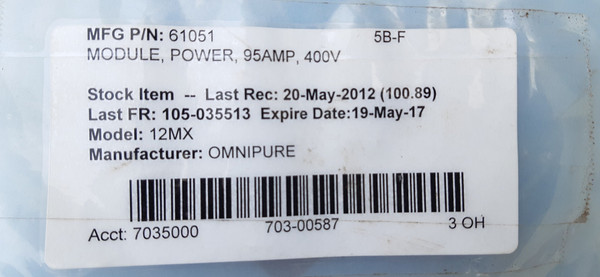 MFG P/N: 61051 5B-F
MODULE, POWER, 95AMP, 400V
Stock Item -- Last Rec: 20-May-2012 (100.89)
Last FR: 105-035513 Expire Date:19-May-17
Model: 12MX
Manufacturer: OMNIPURE
Acct: 7035000 703-00587 3 OH